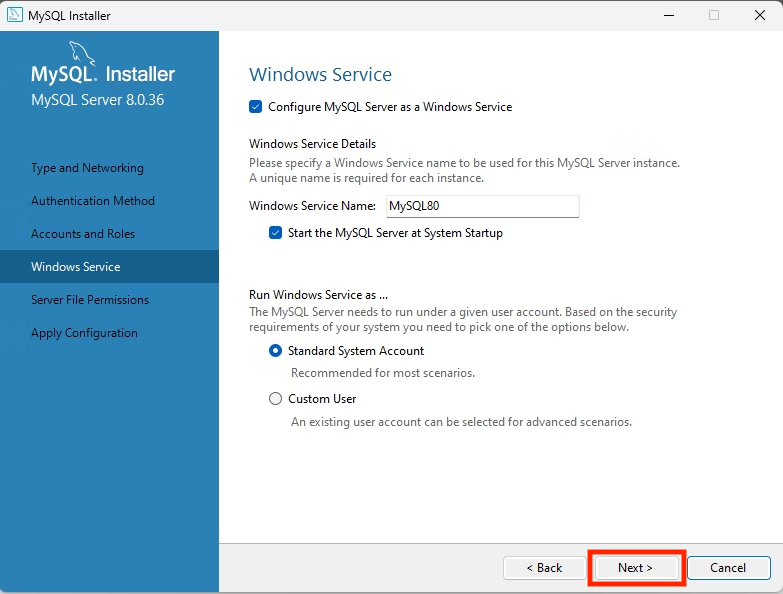 MySQL Installer
MySQL. Installer
MySQL Server 8.0.36
Type and Networking
Authentication Method
Accounts and Roles
Windows Service
Server File Permissions
Apply Configuration
Windows Service
Configure MySQL Server as a Windows Service
Windows Service Details
Please specify a Windows Service name to be used for this MySQL Server instance.
A unique name is required for each instance.
Windows Service Name: MySQL80
Start the MySQL Server at System Startup
Run Windows Service as ...
The MySQL Server needs to run under a given user account. Based on the security
requirements of your system you need to pick one of the options below.
Standard System Account
Recommended for most scenarios.
Custom User
An existing user account can be selected for advanced scenarios.
< Back Next > Cancel